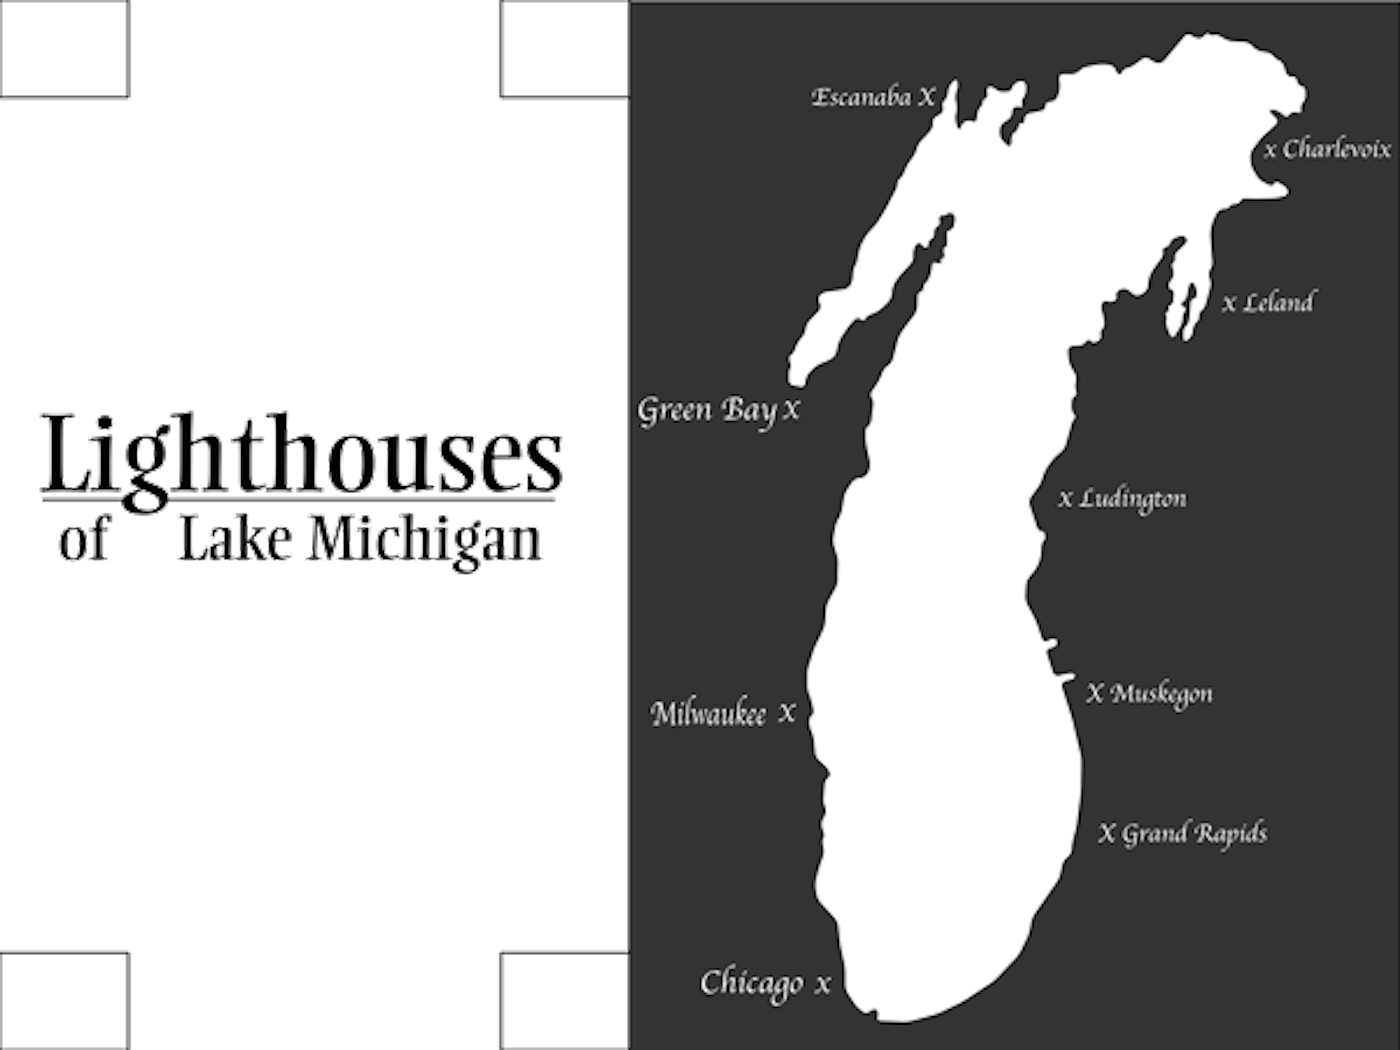 Lighthouses
of Lake Michigan
Escanaba X
x Charlevoix
x Leland
Green Bay x
x Ludington
X Muskegon
Milwaukee X
X Grand Rapids
Chicago x